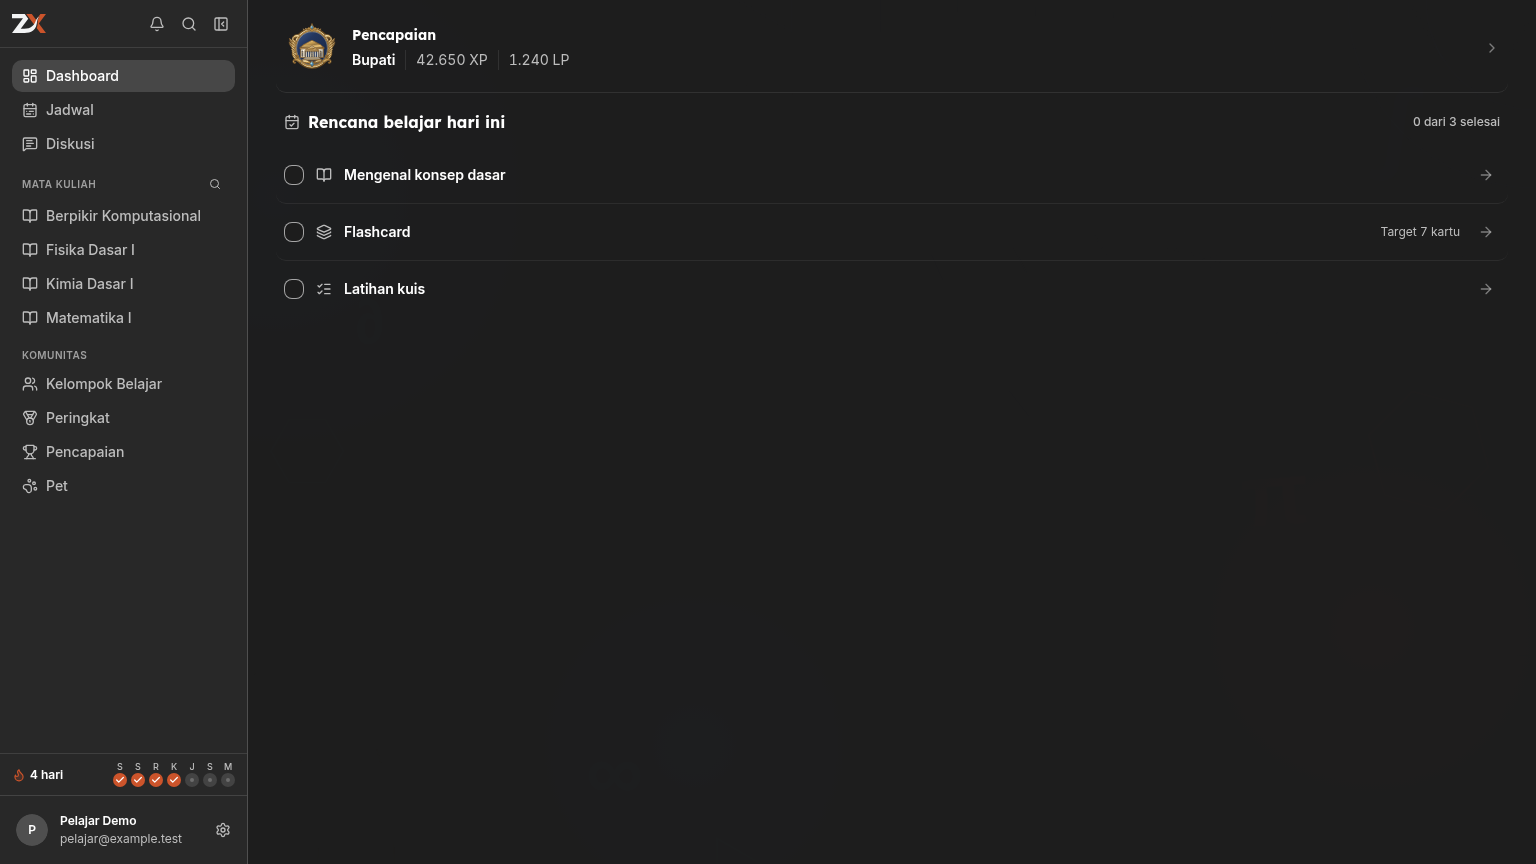 ZX
Dashboard
Jadwal
Diskusi
MATA KULIAH
Berpikir Komputasional
Fisika Dasar I
Kimia Dasar I
Matematika I
KOMUNITAS
Kelompok Belajar
Peringkat
Pencapaian
Pet
4 hari
S S R K J S M
P
Pelajar Demo
pelajar@example.test
Pencapaian
Bupati 42.650 XP 1.240 LP
Rencana belajar hari ini
0 dari 3 selesai
Mengenal konsep dasar
Flashcard
Target 7 kartu
Latihan kuis